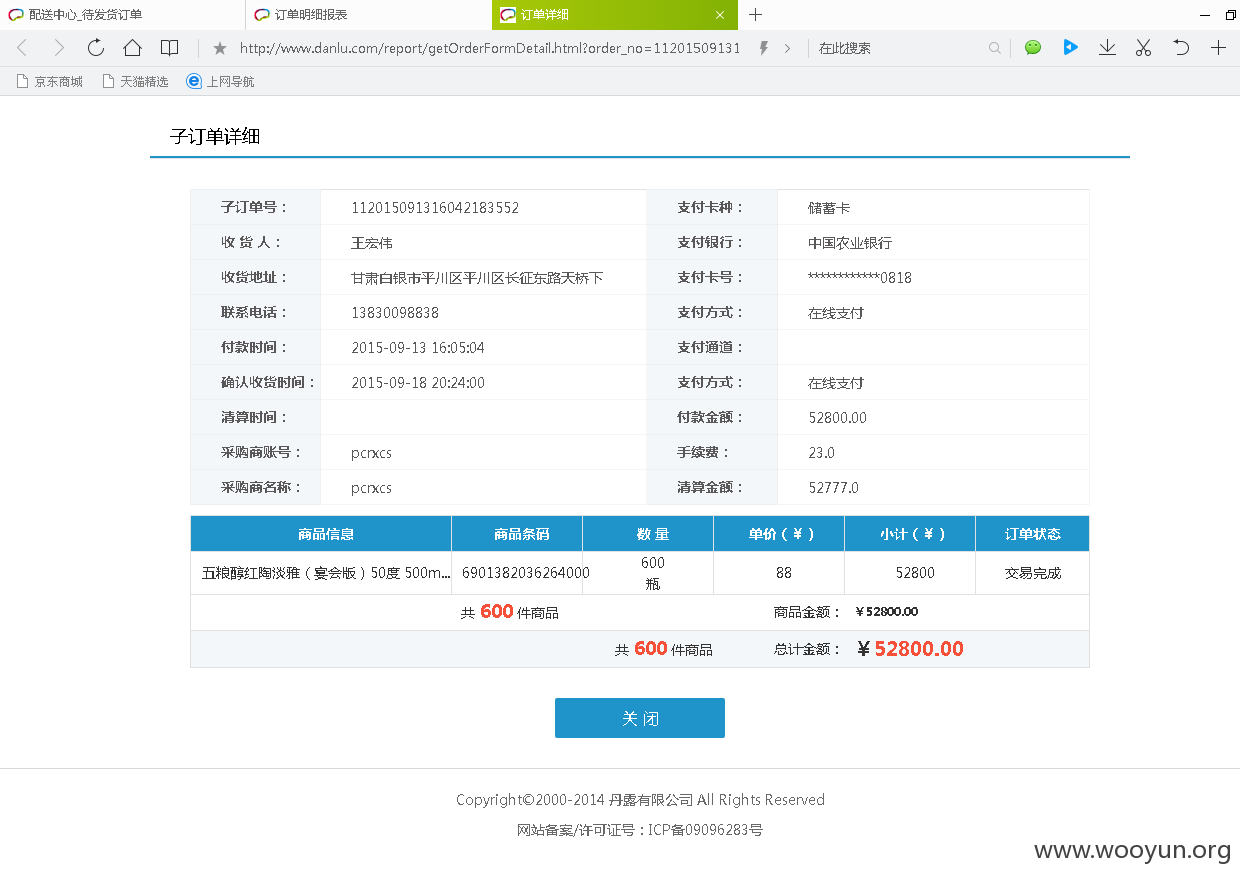 配送中心_待发货订单
订单明细报表
订单详细
http://www.danlu.com/report/getOrderFormDetail.html?order_no=11201509131
在此搜索
京东商城
天猫精选
上网导航
子订单详细
子订单号： 112015091316042183552 支付卡种： 储蓄卡
收 货 人： 王宏伟 支付银行： 中国农业银行
收货地址： 甘肃白银市平川区平川区长征东路天桥下 支付卡号： ************0818
联系电话： 13830098838 支付方式： 在线支付
付款时间： 2015-09-13 16:05:04 支付通道：
确认收货时间： 2015-09-18 20:24:00 支付方式： 在线支付
清算时间： 付款金额： 52800.00
采购商账号： pcrxcs 手续费： 23.0
采购商名称： pcrxcs 清算金额： 52777.0
商品信息 商品条码 数 量 单价（￥） 小计（￥） 订单状态
五粮醇红陶淡雅（宴会版）50度 500m... 6901382036264000 600 88 52800 交易完成
瓶
共 600 件商品 商品金额： ￥52800.00
共 600 件商品 总计金额： ￥52800.00
关 闭
Copyright©2000-2014 丹露有限公司 All Rights Reserved
网站备案/许可证号：ICP备09096283号
www.wooyun.org